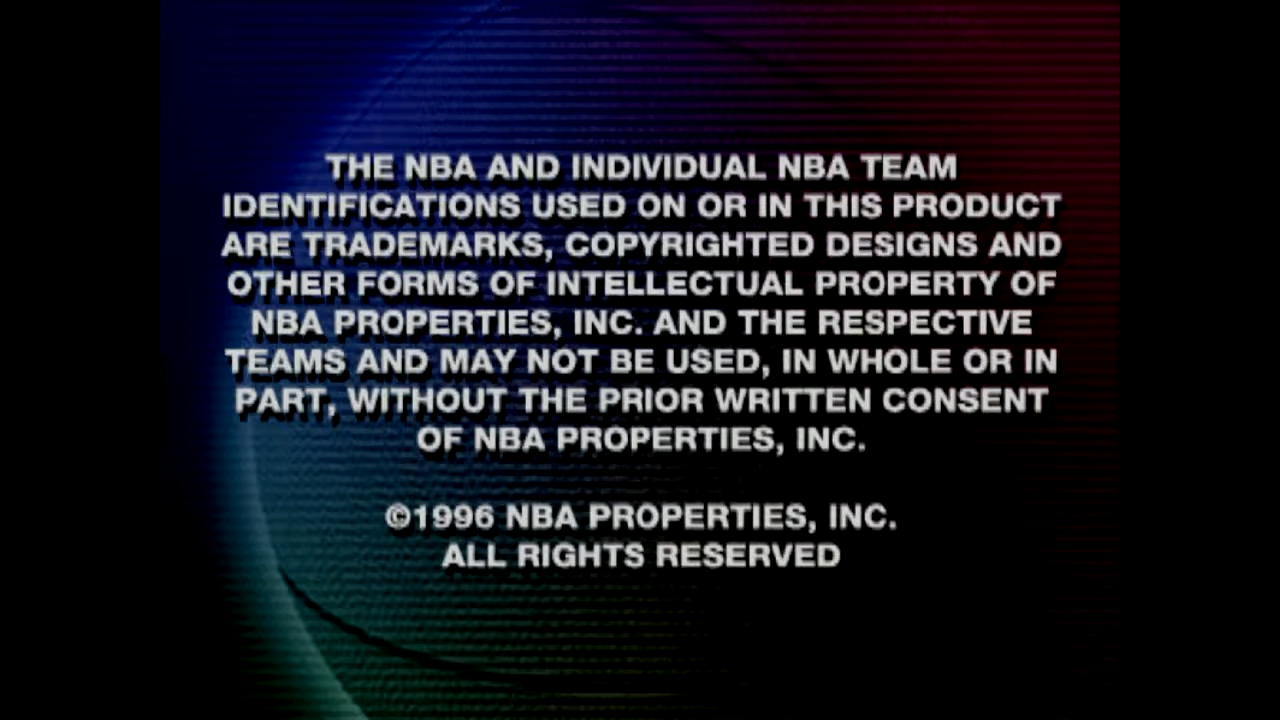 THE NBA AND INDIVIDUAL NBA TEAM
IDENTIFICATIONS USED ON OR IN THIS PRODUCT
ARE TRADEMARKS, COPYRIGHTED DESIGNS AND
OTHER FORMS OF INTELLECTUAL PROPERTY OF
NBA PROPERTIES, INC. AND THE RESPECTIVE
TEAMS AND MAY NOT BE USED, IN WHOLE OR IN
PART, WITHOUT THE PRIOR WRITTEN CONSENT
OF NBA PROPERTIES, INC.
©1996 NBA PROPERTIES, INC.
ALL RIGHTS RESERVED